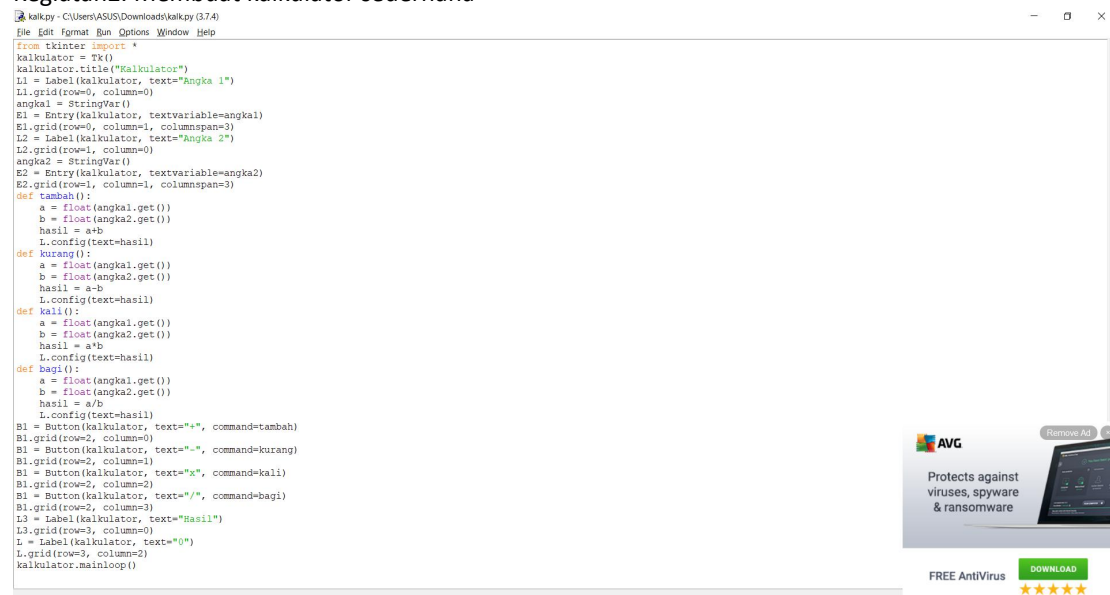 Kegiatan2: Membuat kalkulator sederhana
kalk.py - C:\Users\ASUS\Downloads\kalk.py (3.7.4)
File Edit Format Run Options Window Help
from tkinter import *
kalkulator = Tk()
kalkulator.title("Kalkulator")
L1 = Label(kalkulator, text="Angka 1")
L1.grid(row=0, column=0)
angka1 = StringVar()
E1 = Entry(kalkulator, textvariable=angka1)
E1.grid(row=0, column=1, columnspan=3)
L2 = Label(kalkulator, text="Angka 2")
L2.grid(row=1, column=0)
angka2 = StringVar()
E2 = Entry(kalkulator, textvariable=angka2)
E2.grid(row=1, column=1, columnspan=3)
def tambah():
    a = float(angka1.get())
    b = float(angka2.get())
    hasil = a+b
    L.config(text=hasil)
def kurang():
    a = float(angka1.get())
    b = float(angka2.get())
    hasil = a-b
    L.config(text=hasil)
def kali():
    a = float(angka1.get())
    b = float(angka2.get())
    hasil = a*b
    L.config(text=hasil)
def bagi():
    a = float(angka1.get())
    b = float(angka2.get())
    hasil = a/b
    L.config(text=hasil)
B1 = Button(kalkulator, text="+", command=tambah)
B1.grid(row=2, column=0)
B1 = Button(kalkulator, text="-", command=kurang)
B1.grid(row=2, column=1)
B1 = Button(kalkulator, text="x", command=kali)
B1.grid(row=2, column=2)
B1 = Button(kalkulator, text="/", command=bagi)
B1.grid(row=2, column=3)
L3 = Label(kalkulator, text="Hasil")
L3.grid(row=3, column=0)
L = Label(kalkulator, text="0")
L.grid(row=3, column=2)
kalkulator.mainloop()
Remove Ad
AVG
Protects against
viruses, spyware
& ransomware
FREE AntiVirus
DOWNLOAD